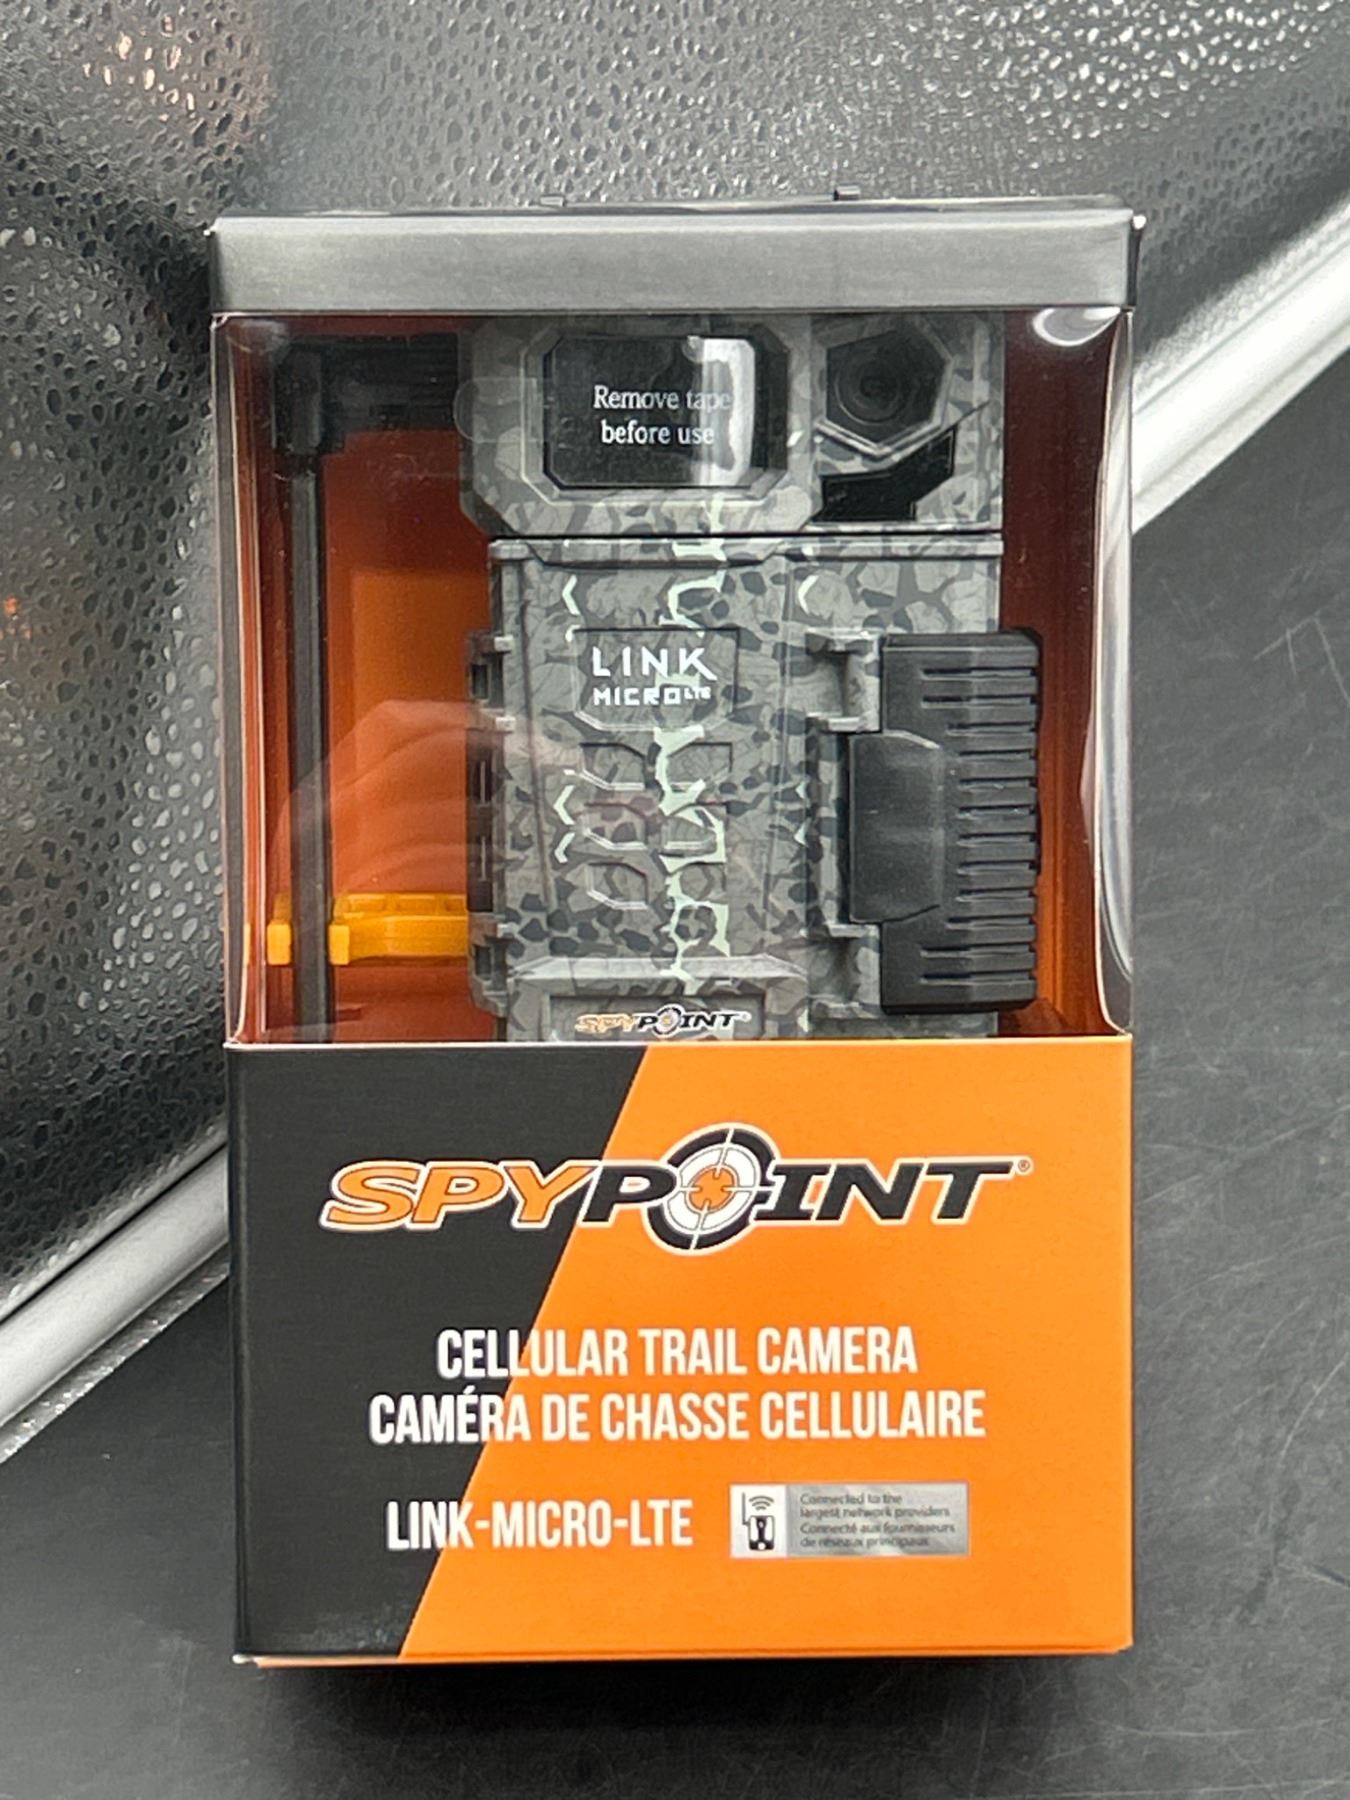 Remove tape
before use
LINK
MICRO LTE
SPYPOINT®
SPYPOINT®
CELLULAR TRAIL CAMERA
CAMÉRA DE CHASSE CELLULAIRE
LINK-MICRO-LTE
Connected to the
largest network providers
Connecté aux fournisseurs
de réseaux principaux